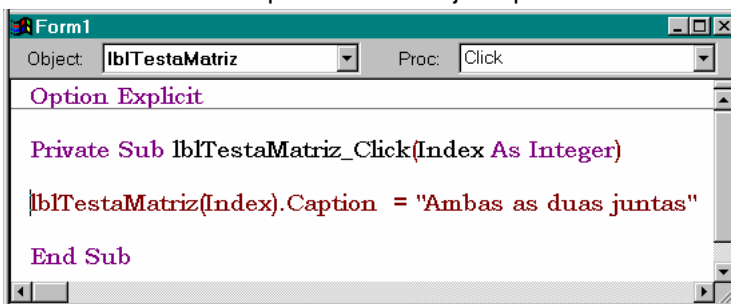 Form1
Object: lblTestaMatriz Proc: Click
Option Explicit
Private Sub lblTestaMatriz_Click(Index As Integer)
lblTestaMatriz(Index).Caption = "Ambas as duas juntas"
End Sub